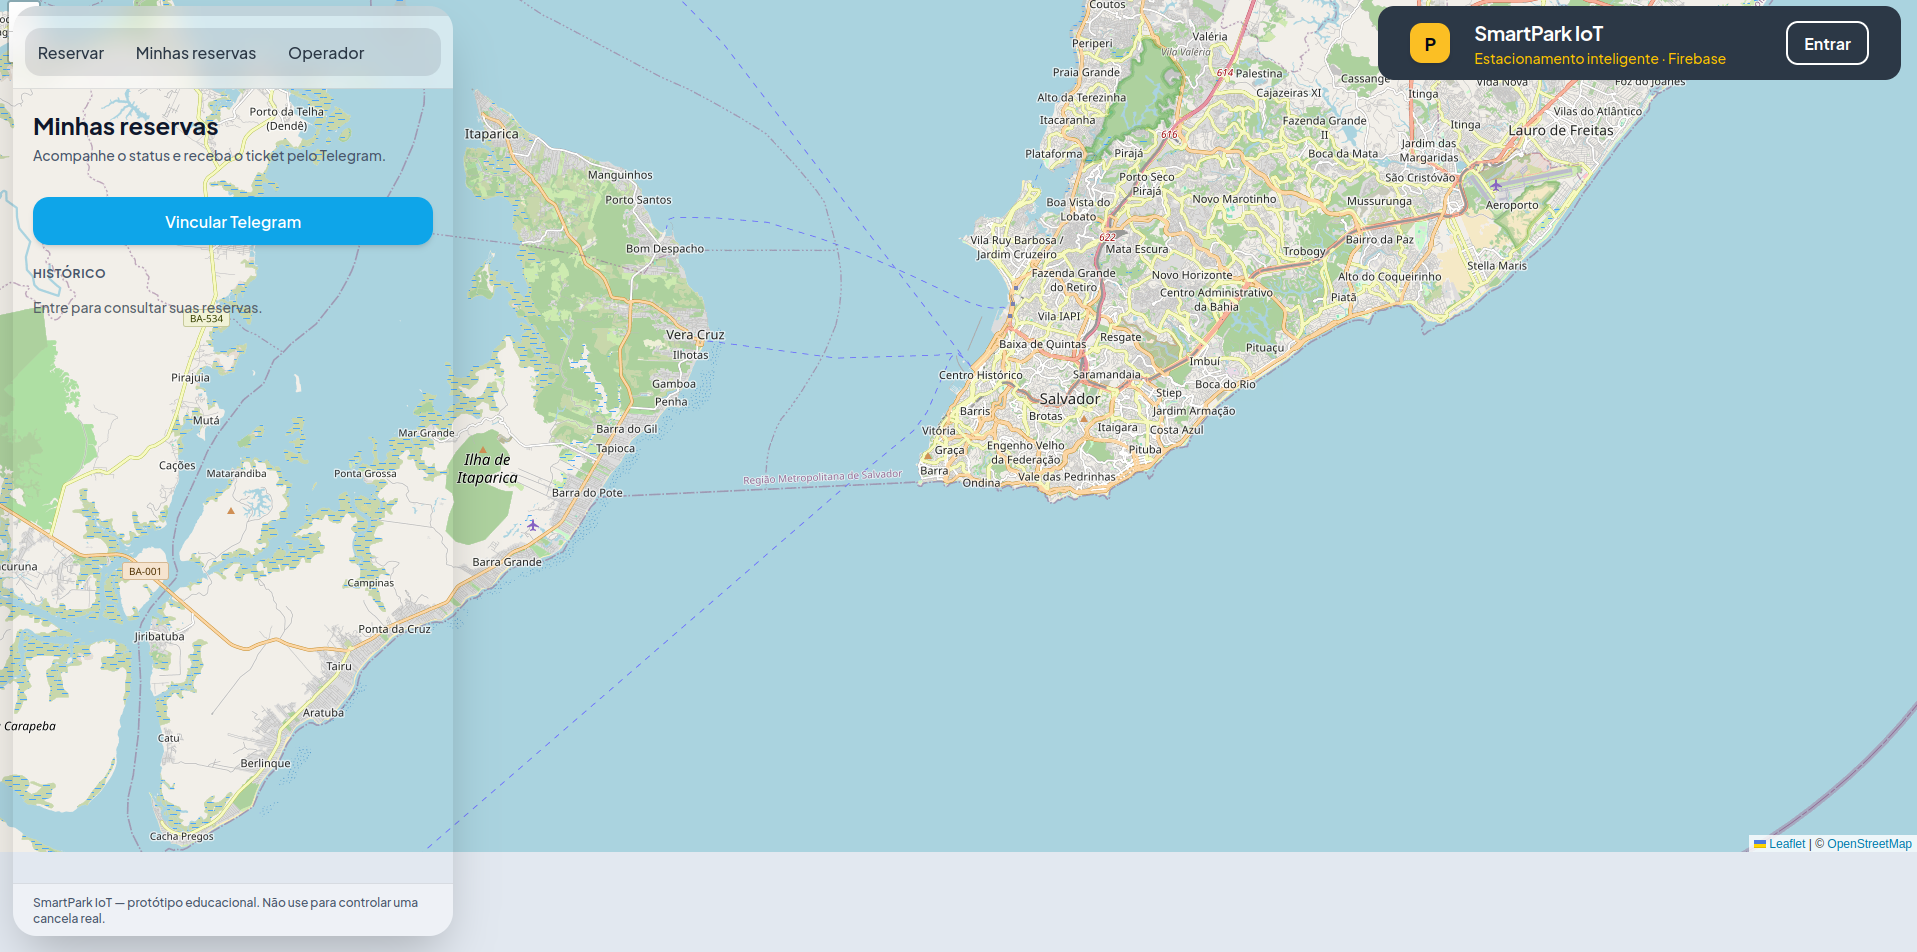 Reservar
Minhas reservas
Operador
Minhas reservas
Acompanhe o status e receba o ticket pelo Telegram.
Vincular Telegram
HISTÓRICO
Entre para consultar suas reservas.
SmartPark IoT — protótipo educacional. Não use para controlar uma
cancela real.
P
SmartPark IoT
Estacionamento inteligente · Firebase
Entrar
Porto da Telha
(Dendê)
BA-534
Pirajuia
Mutá
Cações
Matarandiba
Ponta Grossa
Mar Grande
BA-001
Campinas
Jiribatuba
Ponta da Cruz
Tairu
Aratuba
Catu
Berlinque
Cacha Pregos
Carapeba
Itaparica
Manguinhos
Porto Santos
Bom Despacho
Vera Cruz
Ilhotas
Gamboa
Penha
Barra do Gil
Tapioca
Ilha de
Itaparica
Barra do Pote
Barra Grande
Região Metropolitana de Salvador
Coutos
Periperi
Valéria
Vila Valéria
Praia Grande
614
Palestina
Alto da Terezinha
Cajazeiras XI
Itacaranha
616
Fazenda Grande
II
Plataforma
Pirajá
Boca da Mata
Porto Seco
Pirajá
Boa Vista do
Lobato
Novo Marotinho
Mussurunga
São Cristóvão
Jardim das
Margaridas
Itinga
Itinga
Vida Nova
Foz do Joanes
Vilas do Atlântico
Lauro de Freitas
Aeroporto
Vila Ruy Barbosa /
Jardim Cruzeiro
622
Mata Escura
Trobogy
Bairro da Paz
Stella Maris
Fazenda Grande
do Retiro
Novo Horizonte
Alto do Coqueirinho
Centro Administrativo
da Bahia
Piatã
Vila IAPI
Baixa de Quintas
Resgate
Pituaçu
Imbuí
Centro Histórico
Saramandaia
Boca do Rio
Salvador
Stiep
Barris
Brotas
Jardim Armação
Vitória
Itaigara
Costa Azul
Graça
Engenho Velho
da Federação
Pituba
Barra
Ondina
Vale das Pedrinhas
Leaflet | © OpenStreetMap